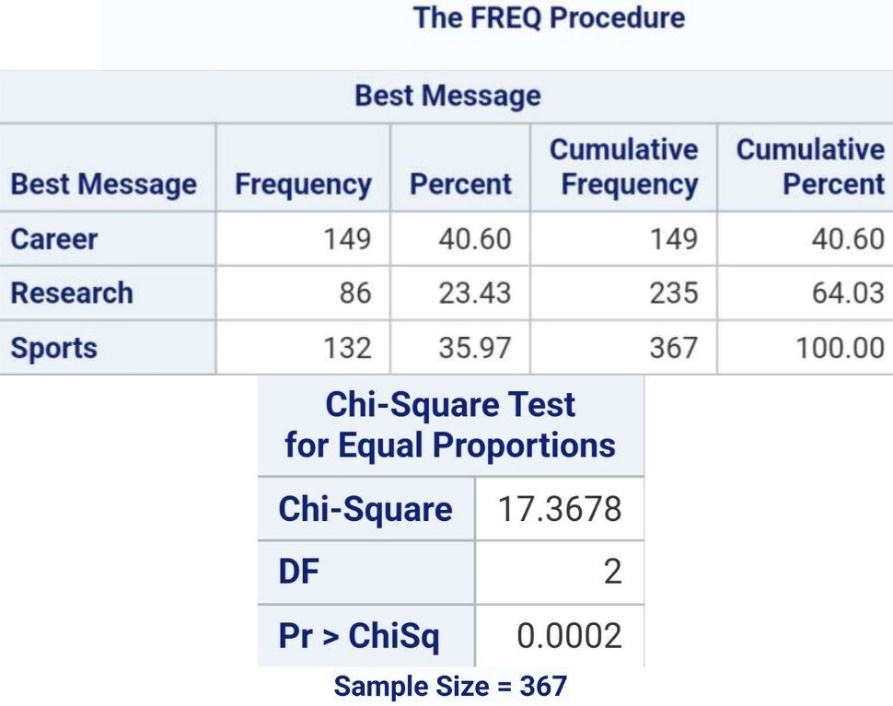 The FREQ Procedure
Best Message
Best Message Frequency Percent Cumulative Frequency Cumulative Percent
Career 149 40.60 149 40.60
Research 86 23.43 235 64.03
Sports 132 35.97 367 100.00
Chi-Square Test
for Equal Proportions
Chi-Square 17.3678
DF 2
Pr > ChiSq 0.0002
Sample Size = 367